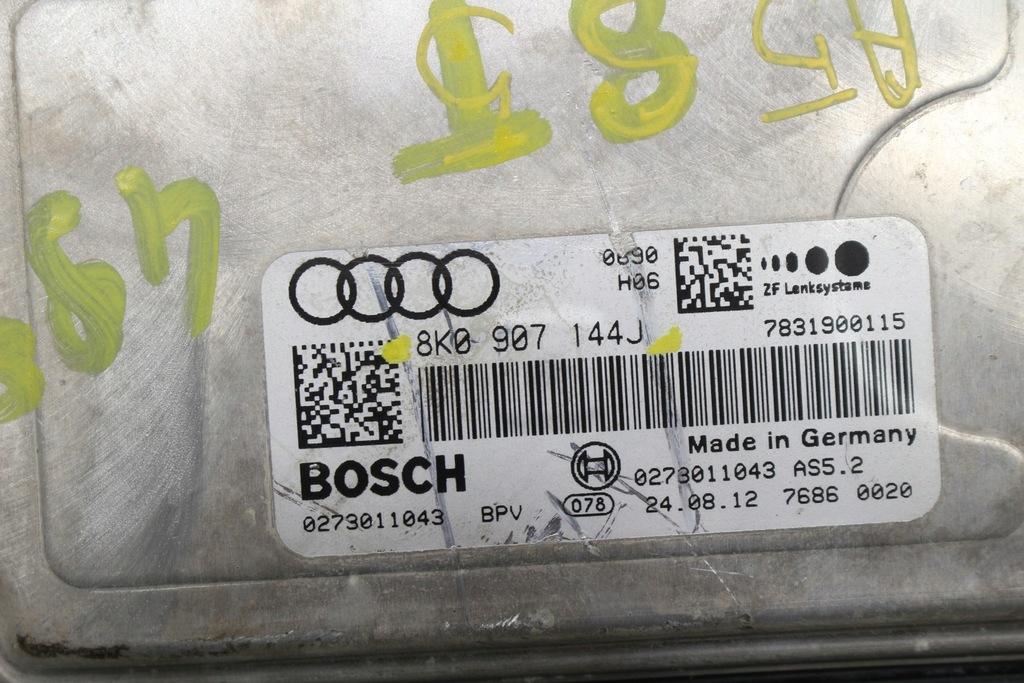 0890
H06
ZF Lenksysteme
8K0 907 144J
7831900115
Made in Germany
BOSCH
0273011043 AS5.2
0273011043 BPV 078 24.08.12 7686 0020